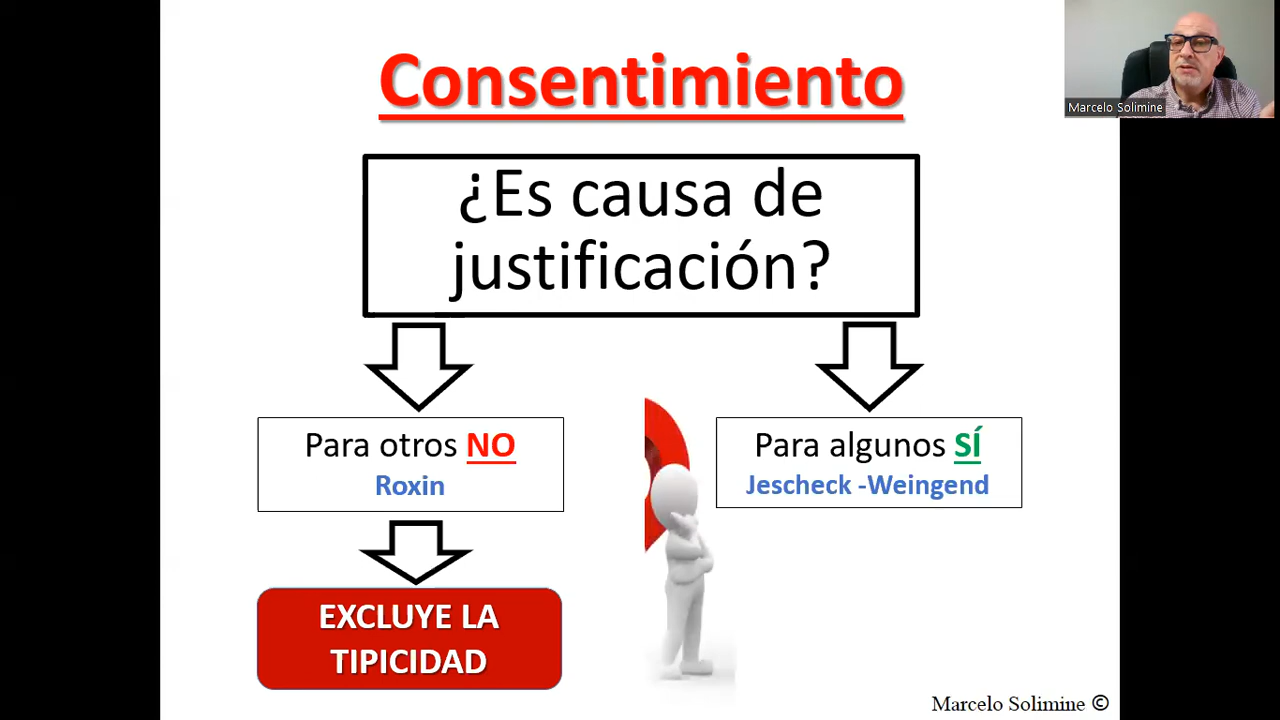 Consentimiento
Marcelo Solimine
¿Es causa de
justificación?
Para otros NO
Roxin
Para algunos SÍ
Jescheck -Weingend
EXCLUYE LA
TIPICIDAD
Marcelo Solimine ©